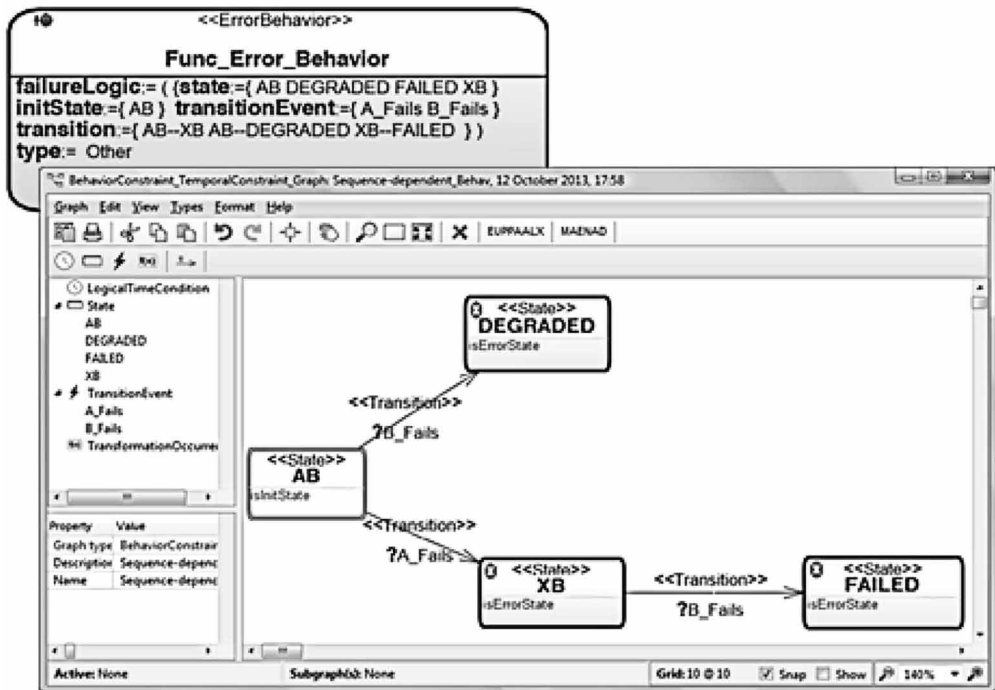 <<ErrorBehavior>>
Func_Error_Behavior
failureLogic:= ( {state:={ AB DEGRADED FAILED XB }
initState:={ AB } transitionEvent:={ A_Fails B_Fails }
transition:={ AB--XB AB--DEGRADED XB--FAILED } )
type:= Other
BehaviorConstraint_TemporalConstraint_Graph: Sequence-dependent_Behav, 12 October 2013, 17:58
Graph Edit View Types Format Help
EUPPAALX MAENAD
LogicalTimeCondition
State
AB
DEGRADED
FAILED
XB
TransitionEvent
A_Fails
B_Fails
TransformationOccurre
Property Value
Graph type BehaviorConstrain
Description Sequence-depenc
Name Sequence-depenc
<<State>>
DEGRADED
isErrorState
<<Transition>>
?B_Fails
<<State>>
AB
isInitState
<<Transition>>
?A_Fails
<<State>>
XB
isErrorState
<<Transition>>
?B_Fails
<<State>>
FAILED
isErrorState
Active: None Subgraph(s): None Grid: 10 @ 10 Snap Show 140%